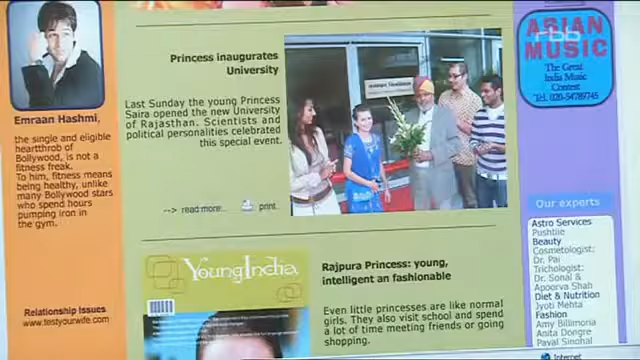 Emraan Hashmi,
the single and eligible
heartthrob of
Bollywood, is not a
fitness freak.
To him, fitness means
being healthy, unlike
many Bollywood stars
who spend hours
pumping iron in
the gym.
Relationship Issues
www.testyourwife.com
Princess inaugurates
University
Last Sunday the young Princess
Saira opened the new University
of Rajasthan. Scientists and
political personalities celebrated
this special event.
--> read more...
print.
YoungIndia
Rajpura Princess: young,
intelligent an fashionable
Even little princesses are like normal
girls. They also visit school and spend
a lot of time meeting friends or going
shopping.
ASIAN
MUSIC
The Great
India Music
Contest
Tel. 020-54789745
rbb
Our experts
Astro Services
Pushtie
Beauty
Cosmetologist:
Dr. Pai
Trichologist:
Dr. Sonal &
Apoorva Shah
Diet & Nutrition
Jyoti Mehta
Fashion
Amy Billimoria
Anita Dongre
Payal Singhal
Internet